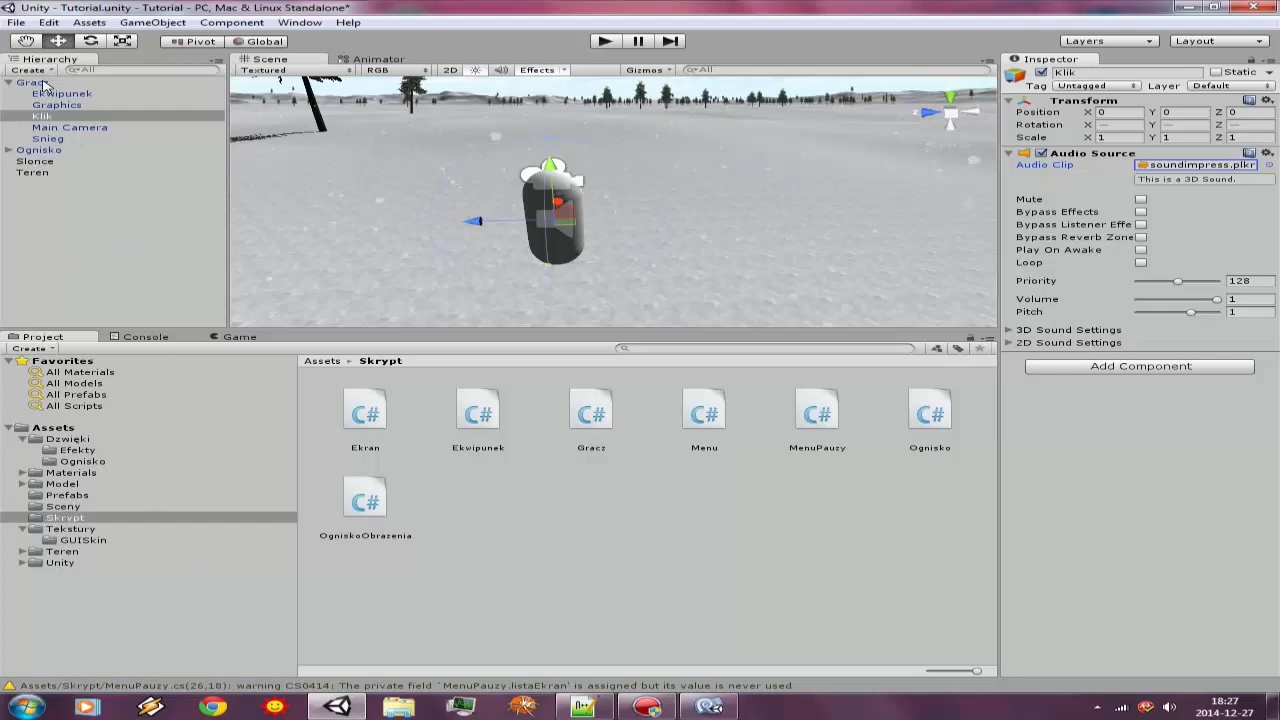 Unity - Tutorial.unity - Tutorial - PC, Mac & Linux Standalone*
File Edit Assets GameObject Component Window Help
Pivot Global Layers Layout
Hierarchy
Create All
Gracz
Ekwipunek
Graphics
Klik
Main Camera
Snieg
Ognisko
Slonce
Teren
Scene Animator
Textured RGB 2D Effects Gizmos All
Inspector
Klik Static
Tag Untagged Layer Default
Transform
Position X 0 Y 0 Z 0
Rotation X — Y — Z —
Scale X 1 Y 1 Z 1
Audio Source
Audio Clip soundimpress.plkr
This is a 3D Sound.
Mute
Bypass Effects
Bypass Listener Effe
Bypass Reverb Zone
Play On Awake
Loop
Priority 128
Volume 1
Pitch 1
3D Sound Settings
2D Sound Settings
Add Component
Project Console Game
Create
Favorites
All Materials
All Models
All Prefabs
All Scripts
Assets
Dzwięki
Efekty
Ognisko
Materials
Model
Prefabs
Sceny
Skrypt
Tekstury
GUISkin
Teren
Unity
Assets Skrypt
C# C# C# C# C# C#
Ekran Ekwipunek Gracz Menu MenuPauzy Ognisko
C#
OgniskoObrazenia
Assets/Skrypt/MenuPauzy.cs(26,18): warning CS0414: The private field `MenuPauzy.listaEkran' is assigned but its value is never used
18:27
2014-12-27